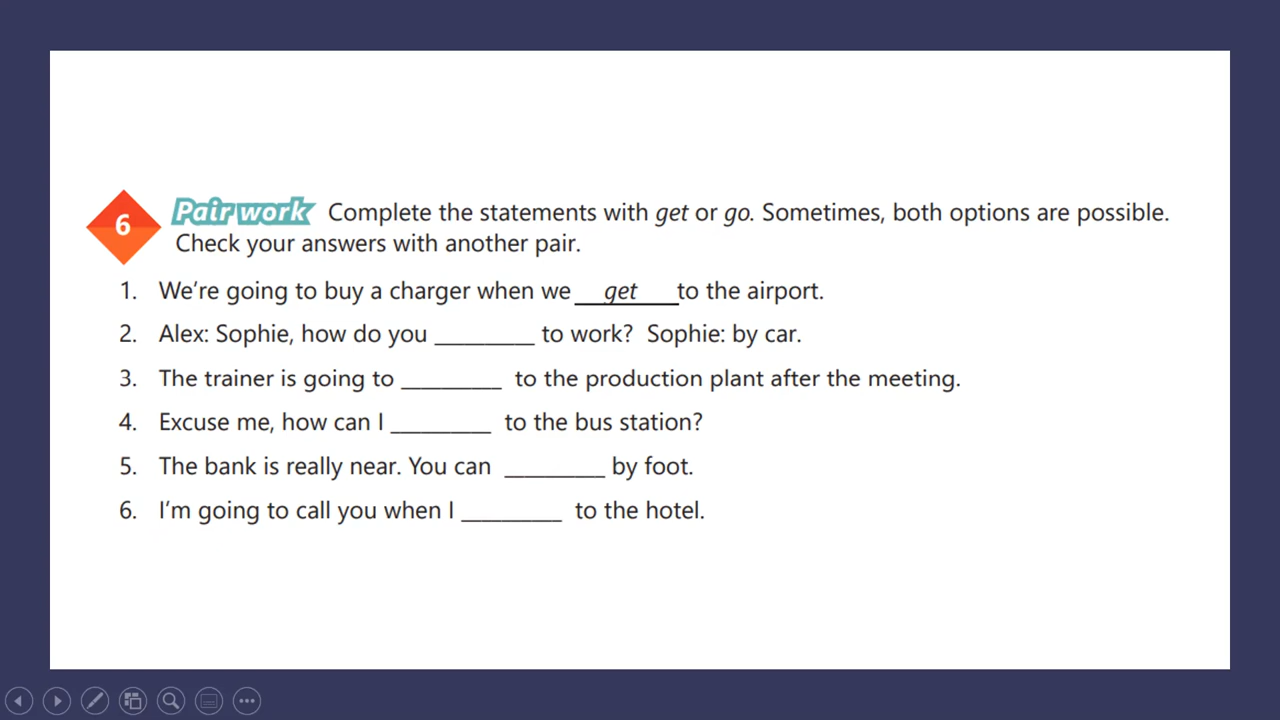 6 Pair work Complete the statements with get or go. Sometimes, both options are possible.
Check your answers with another pair.
1. We're going to buy a charger when we __get__ to the airport.
2. Alex: Sophie, how do you _________ to work? Sophie: by car.
3. The trainer is going to _________ to the production plant after the meeting.
4. Excuse me, how can I _________ to the bus station?
5. The bank is really near. You can _________ by foot.
6. I'm going to call you when I _________ to the hotel.